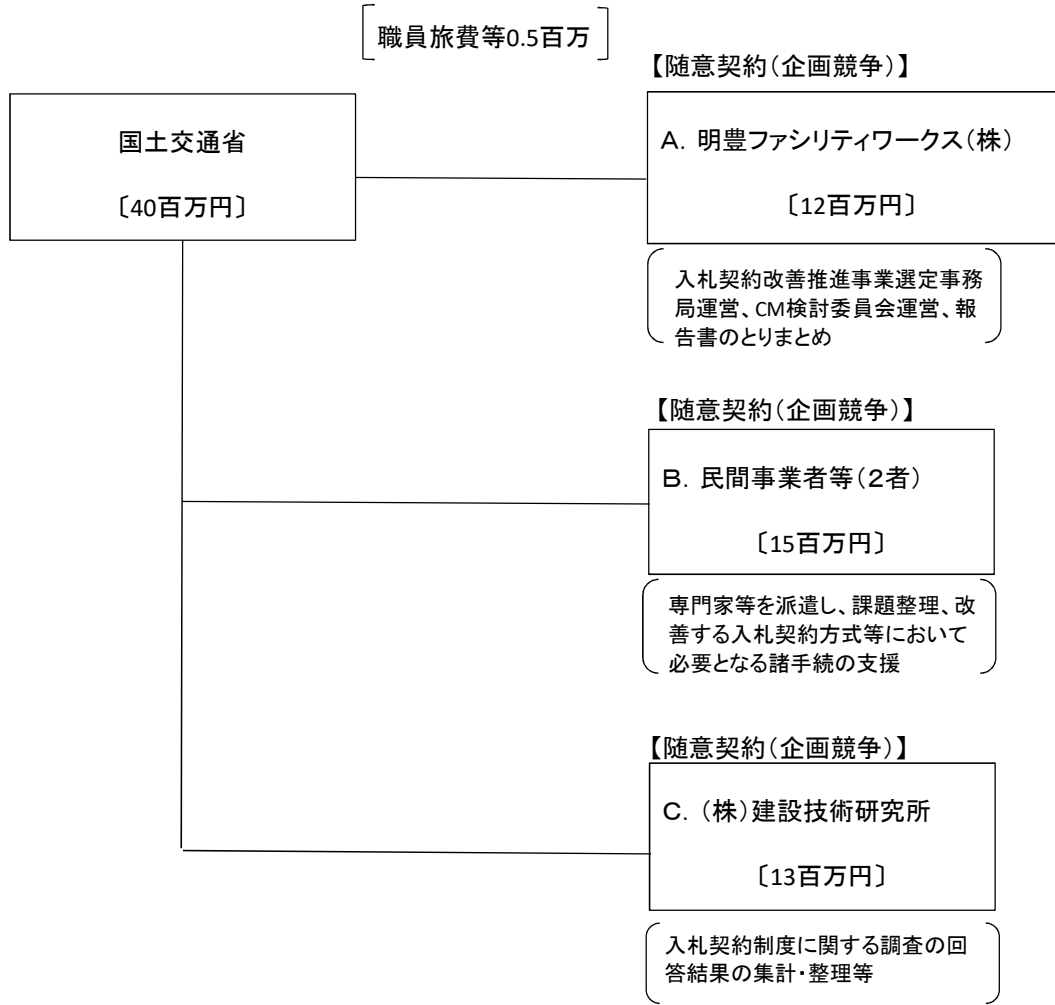 職員旅費等0.5百万
国土交通省
〔40百万円〕
【随意契約(企画競争)】
A. 明豊ファシリティワークス(株)
〔12百万円〕
入札契約改善推進事業選定事務
局運営、CM検討委員会運営、報
告書のとりまとめ
【随意契約(企画競争)】
B. 民間事業者等(2者)
〔15百万円〕
専門家等を派遣し、課題整理、改
善する入札契約方式等において
必要となる諸手続の支援
【随意契約(企画競争)】
C. (株)建設技術研究所
〔13百万円〕
入札契約制度に関する調査の回
答結果の集計・整理等